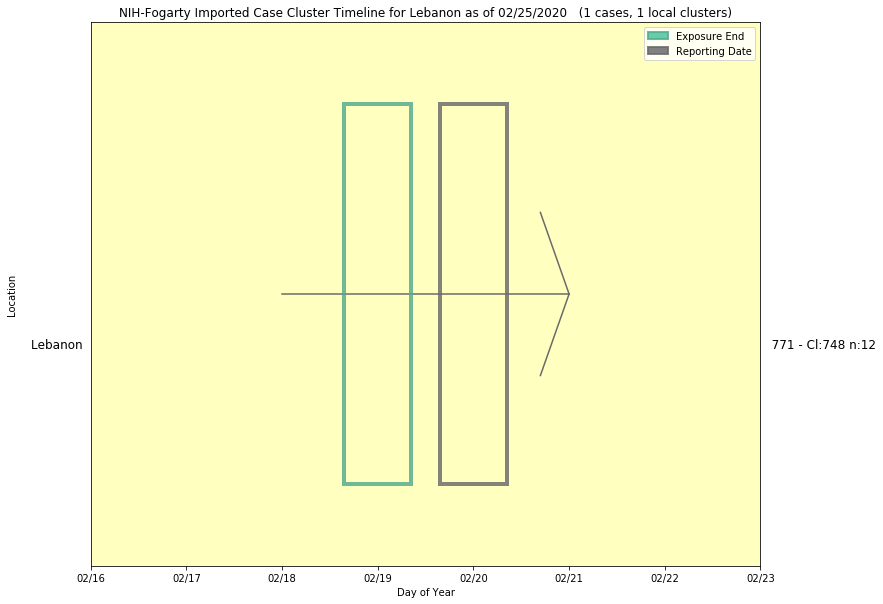 NIH-Fogarty Imported Case Cluster Timeline for Lebanon as of 02/25/2020   (1 cases, 1 local clusters)
Exposure End
Reporting Date
Location
Lebanon
771 - Cl:748 n:12
02/16 02/17 02/18 02/19 02/20 02/21 02/22 02/23
Day of Year